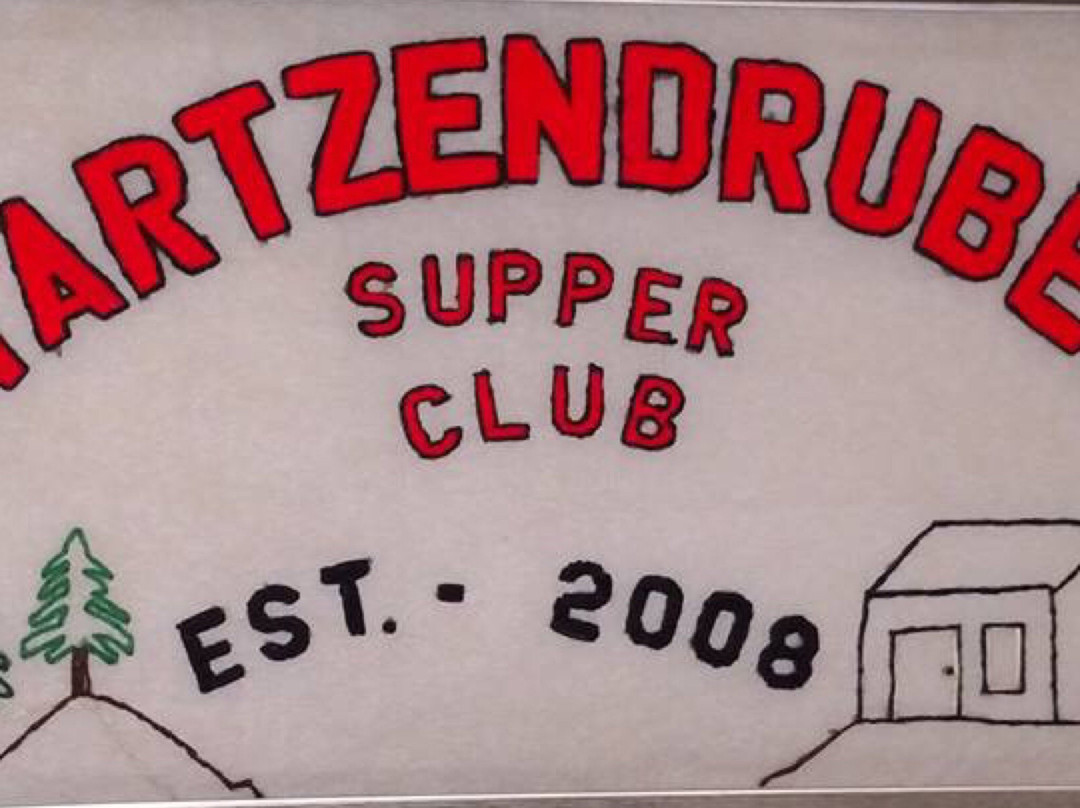 ARTZENDRUBE
SUPPER
CLUB
EST. - 2008